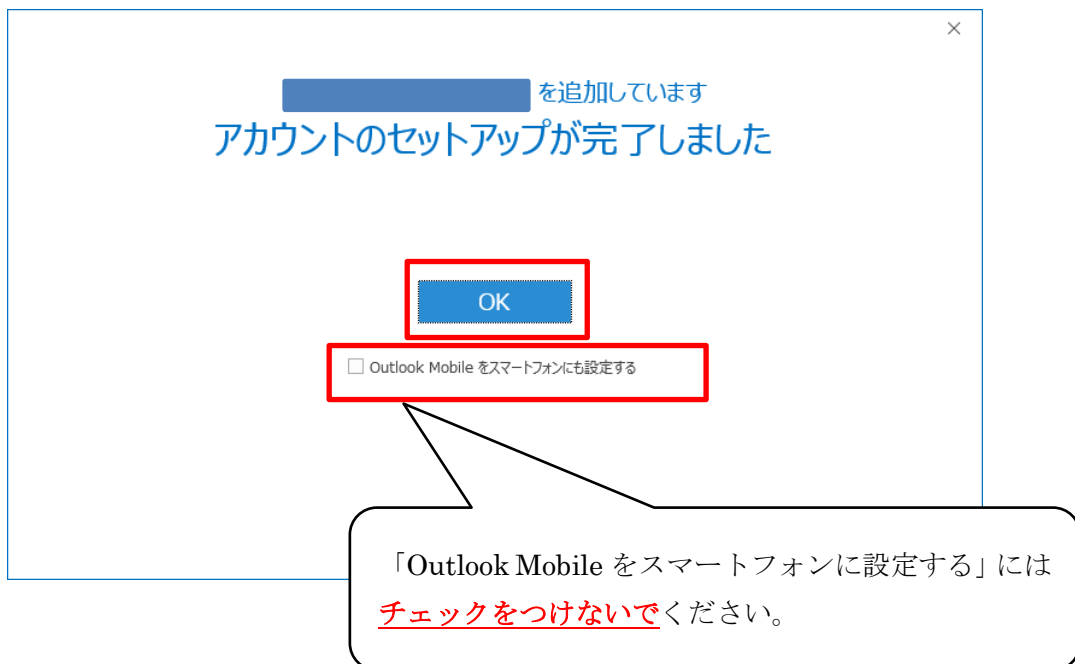 を追加しています
アカウントのセットアップが完了しました
OK
Outlook Mobile をスマートフォンにも設定する
「Outlook Mobile をスマートフォンに設定する」には
チェックをつけないでください。